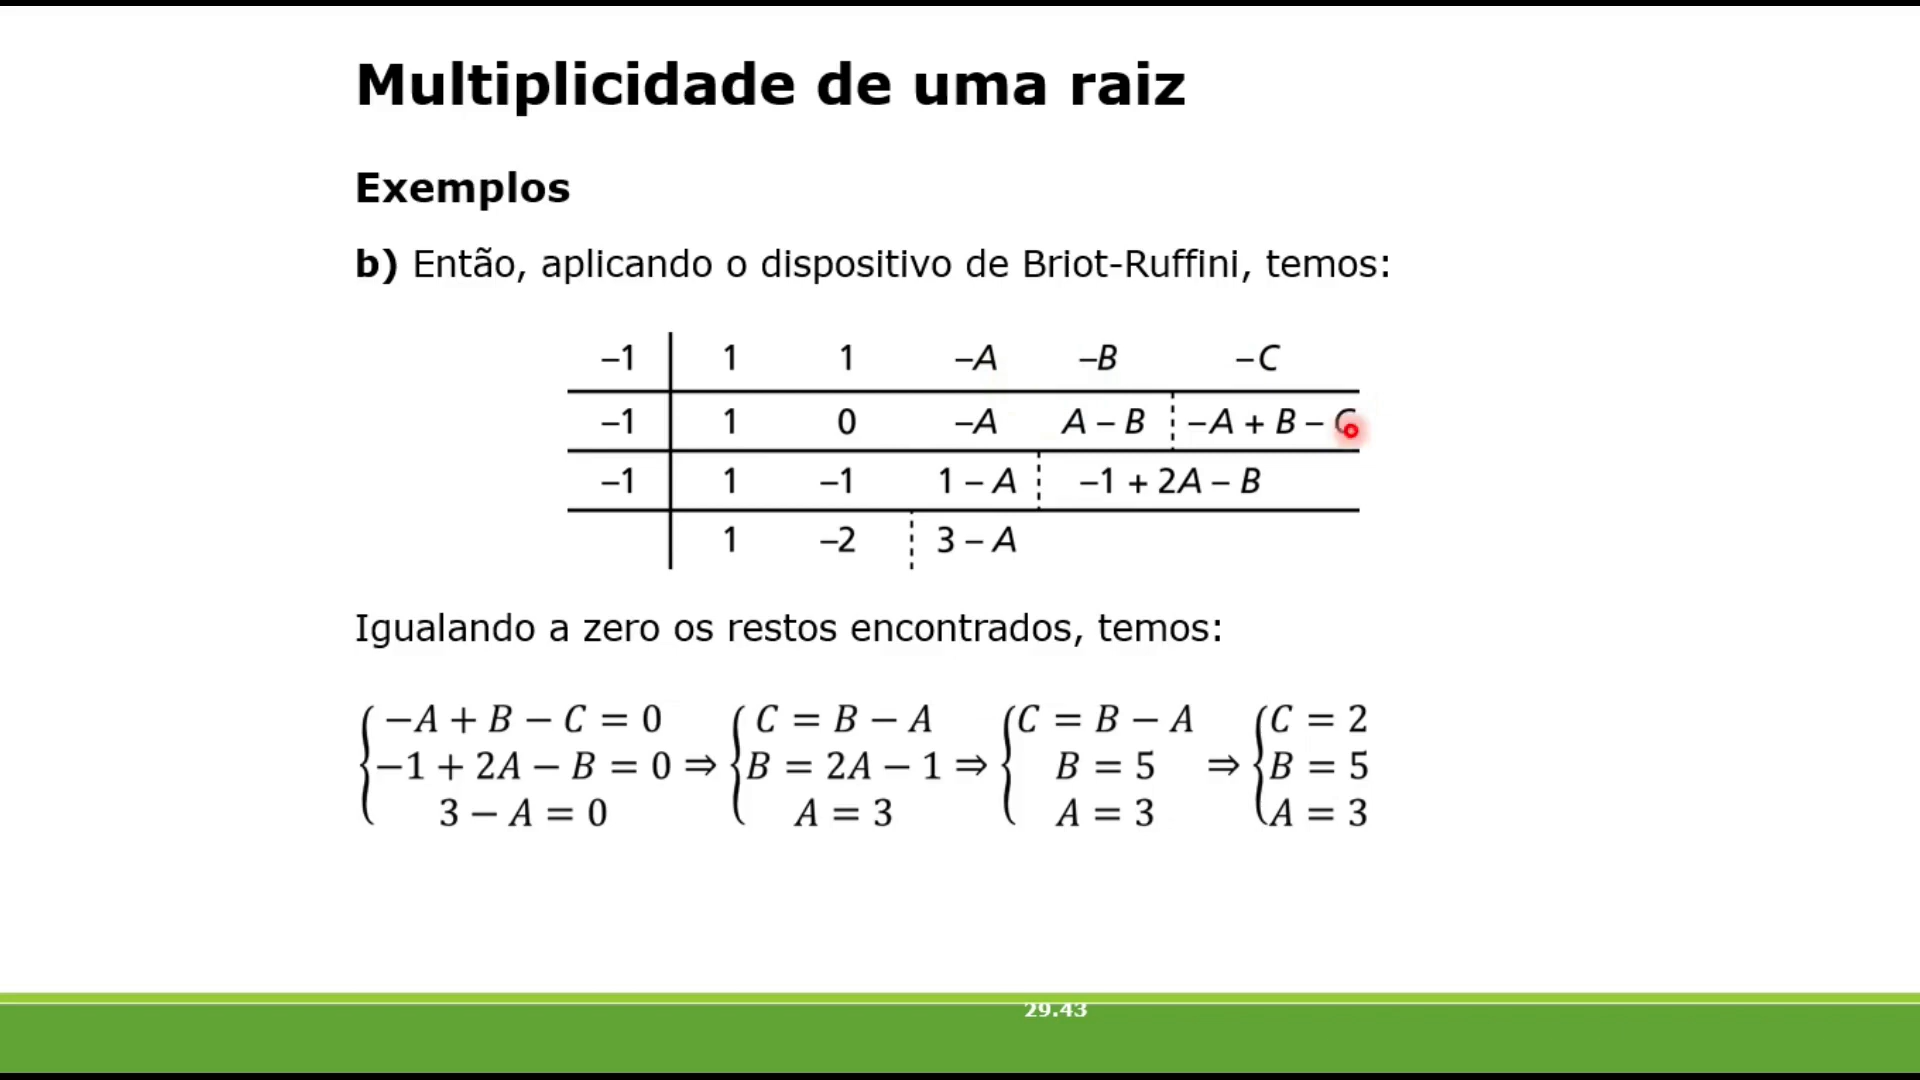 Multiplicidade de uma raiz
Exemplos
b) Então, aplicando o dispositivo de Briot-Ruffini, temos:
–1 1 1 –A –B –C
–1 1 0 –A A – B –A + B – C
–1 1 –1 1 – A –1 + 2A – B
1 –2 3 – A
Igualando a zero os restos encontrados, temos:
{−A + B − C = 0 {C = B − A {C = B − A {C = 2
−1 + 2A − B = 0 ⇒ B = 2A − 1 ⇒ B = 5 ⇒ B = 5
3 − A = 0 A = 3 A = 3 A = 3
29.43